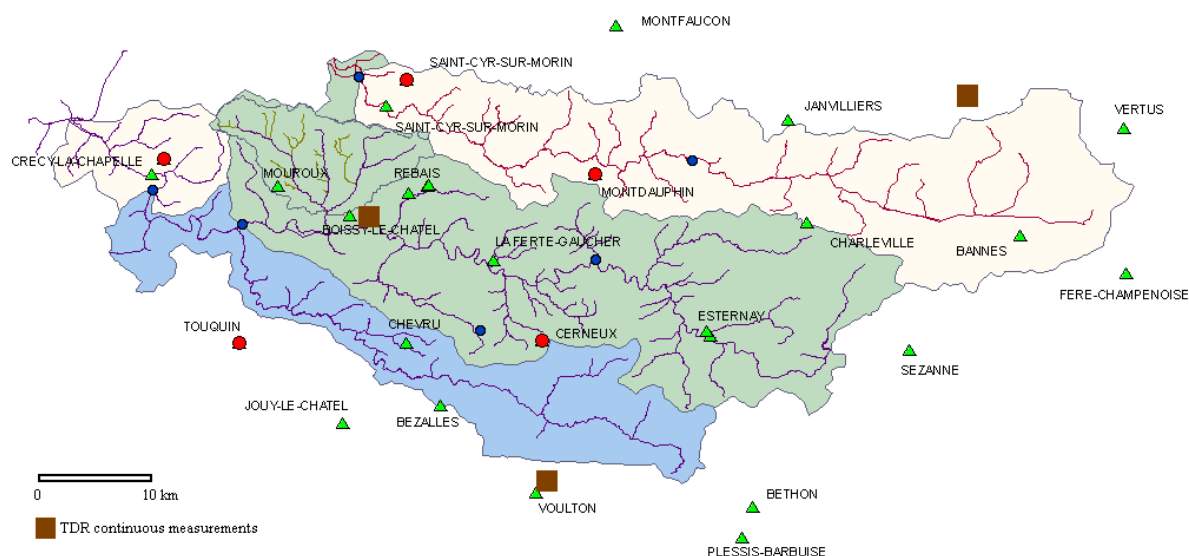 MONTFAUCON
SAINT-CYR-SUR-MORIN
JANVILLIERS
VERTUS
SAINT-CYR-SUR-MORIN
CRECY-LA-CHAPELLE
MOUROUX
REBAIS
MONTDAUPHIN
BOISSY-LE-CHATEL
LA FERTE-GAUCHER
CHARLEVILLE
BANNES
FERE-CHAMPENOISE
TOUQUIN
CHEVRU
CERNEUX
ESTERNAY
SEZANNE
JOUY-LE-CHATEL
BEZALLES
0 10 km
BETHON
VOULTON
TDR continuous measurements
PLESSIS-BARBUISE